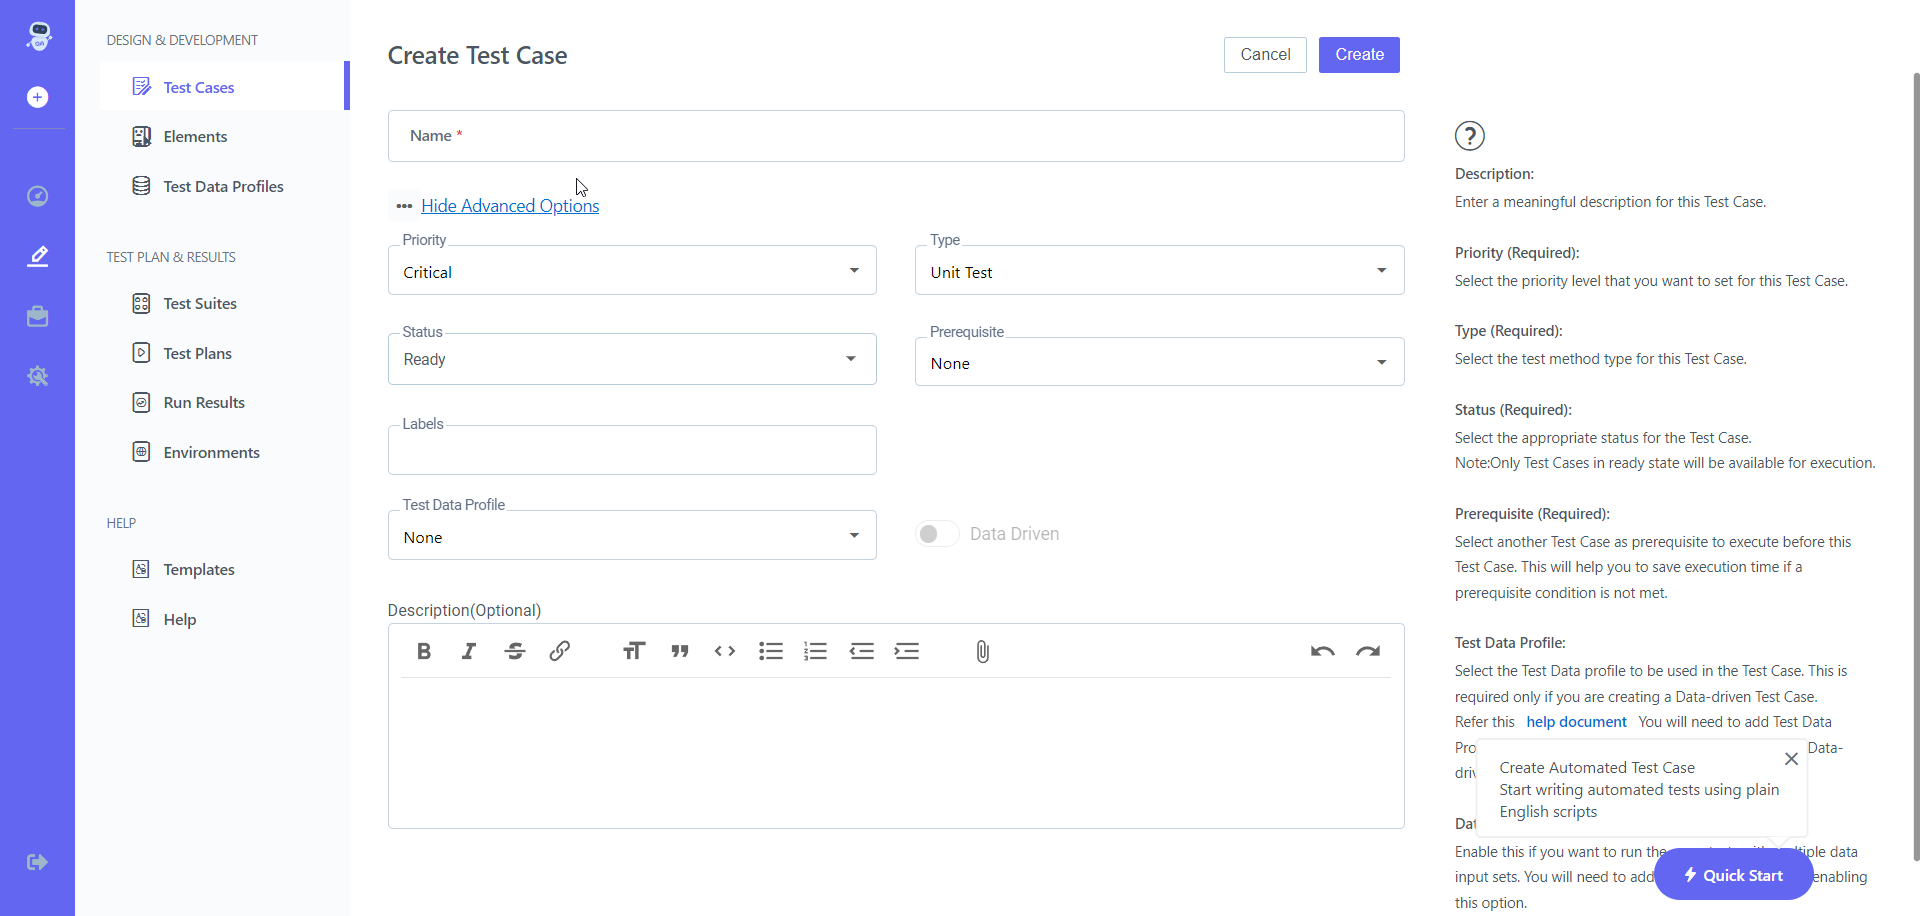 DESIGN & DEVELOPMENT
Test Cases
Elements
Test Data Profiles
TEST PLAN & RESULTS
Test Suites
Test Plans
Run Results
Environments
HELP
Templates
Help
Create Test Case
Cancel
Create
Name *
Hide Advanced Options
Priority
Critical
Type
Unit Test
Status
Ready
Prerequisite
None
Labels
Test Data Profile
None
Data Driven
Description(Optional)
Description:
Enter a meaningful description for this Test Case.
Priority (Required):
Select the priority level that you want to set for this Test Case.
Type (Required):
Select the test method type for this Test Case.
Status (Required):
Select the appropriate status for the Test Case.
Note:Only Test Cases in ready state will be available for execution.
Prerequisite (Required):
Select another Test Case as prerequisite to execute before this
Test Case. This will help you to save execution time if a
prerequisite condition is not met.
Test Data Profile:
Select the Test Data profile to be used in the Test Case. This is
required only if you are creating a Data-driven Test Case.
Refer this help document You will need to add Test Data
Data-
Create Automated Test Case
Start writing automated tests using plain
English scripts
Enable this if you want to run the data
input sets. You will need to add enabling
this option.
Quick Start